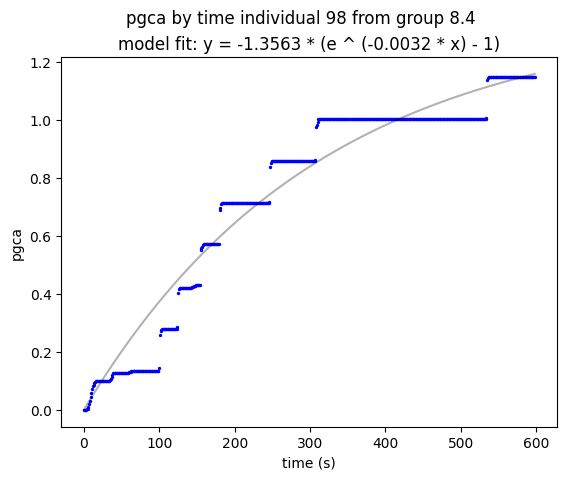 pgca by time individual 98 from group 8.4
model fit: y = -1.3563 * (e ^ (-0.0032 * x) - 1)
1.2
1.0
0.8
0.6
0.4
0.2
0.0
pgca
0 100 200 300 400 500 600
time (s)